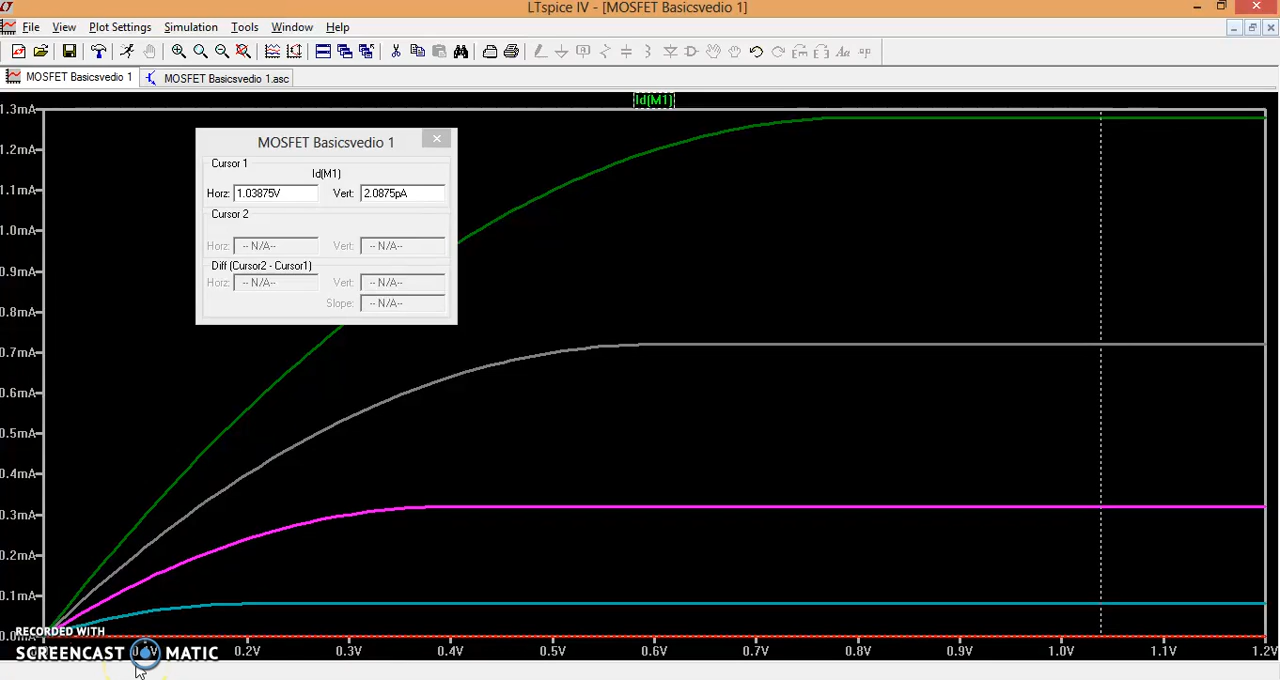 LTspice IV - [MOSFET Basicsvedio 1]
File View Plot Settings Simulation Tools Window Help
MOSFET Basicsvedio 1
MOSFET Basicsvedio 1.asc
Id(M1)
1.3mA
1.2mA
1.1mA
1.0mA
0.9mA
0.8mA
0.7mA
0.6mA
0.5mA
0.4mA
0.3mA
0.2mA
0.1mA
MOSFET Basicsvedio 1
Cursor 1
Id(M1)
Horz: 1.03875V Vert: 2.0875pA
Cursor 2
Horz: -- N/A-- Vert: -- N/A--
Diff (Cursor2 - Cursor1)
Horz: -- N/A-- Vert: -- N/A--
Slope: -- N/A--
0.2V 0.3V 0.4V 0.5V 0.6V 0.7V 0.8V 0.9V 1.0V 1.1V 1.2V
RECORDED WITH
SCREENCAST MATIC